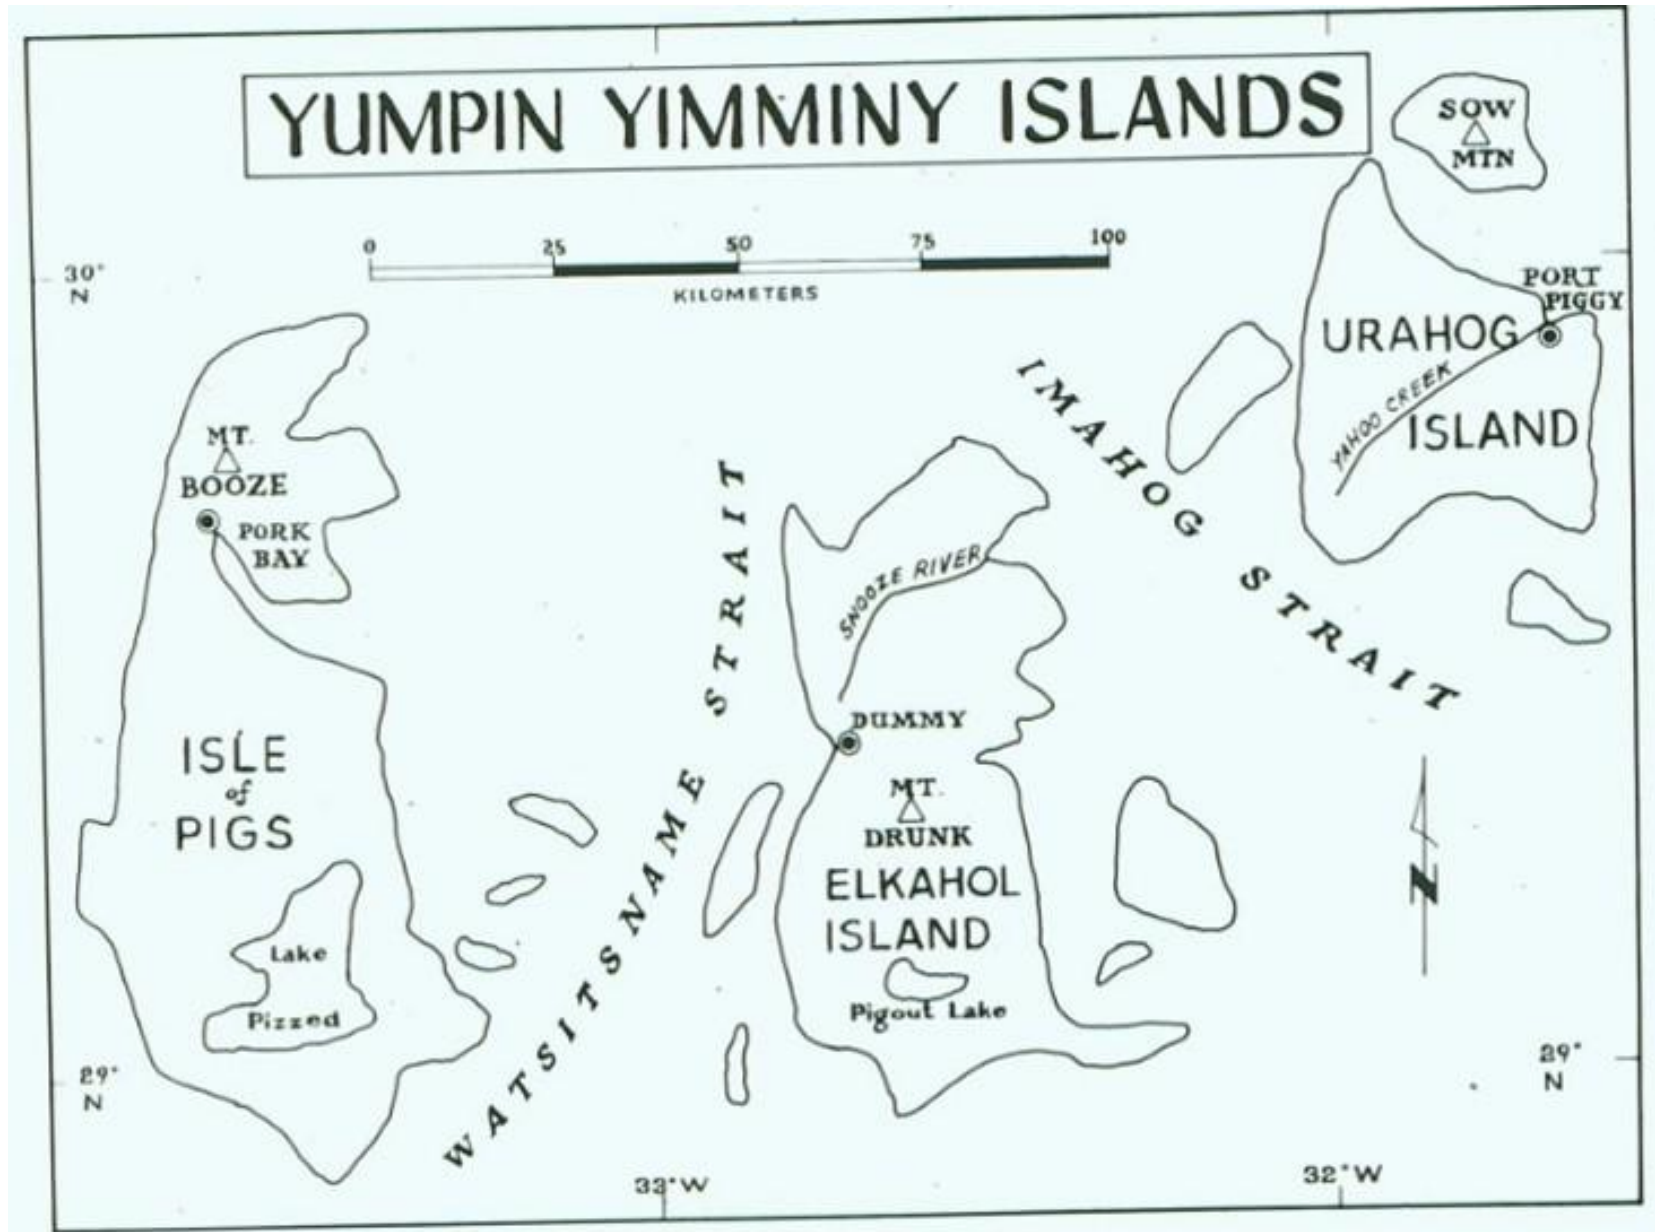 YUMPIN YIMMINY ISLANDS
SOW
MTN
0 25 50 75 100
KILOMETERS
30°
N
PORT
PIGGY
URAHOG
YAHOO CREEK
ISLAND
IMAHOG STRAIT
MT.
BOOZE
PORK
BAY
WATSITSNAME STRAIT
SNOOZE RIVER
DUMMY
MT.
DRUNK
ISLE
of
PIGS
ELKAHOL
ISLAND
N
Lake
Pizzed
Pigout Lake
29°
N
29°
N
33°W
32°W